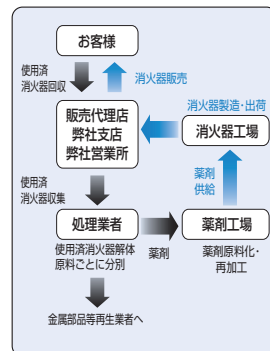 お客様
使用済
消火器回収
消火器販売
販売代理店
弊社支店
弊社営業所
消火器製造・出荷
消火器工場
使用済
消火器収集
薬剤
供給
処理業者
薬剤
薬剤工場
使用済消火器解体
原料ごとに分別
薬剤原料化・
再加工
金属部品等再生業者へ